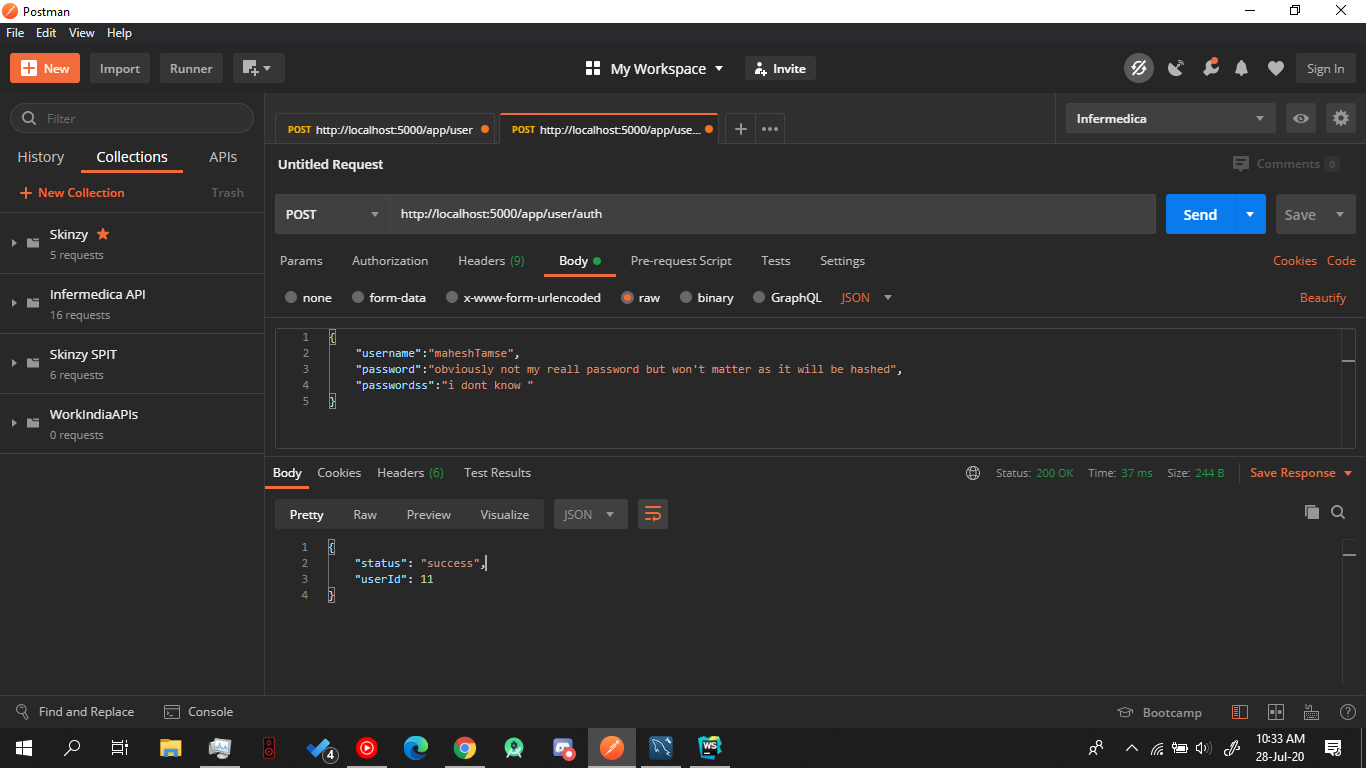 Postman
File Edit View Help
New Import Runner My Workspace Invite Sign In
Filter
History Collections APIs
New Collection Trash
Skinzy
5 requests
Infermedica API
16 requests
Skinzy SPIT
6 requests
WorkIndiaAPIs
0 requests
POST http://localhost:5000/app/user POST http://localhost:5000/app/use... + ••• Infermedica
Untitled Request Comments 0
POST http://localhost:5000/app/user/auth Send Save
Params Authorization Headers (9) Body Pre-request Script Tests Settings Cookies Code
none form-data x-www-form-urlencoded raw binary GraphQL JSON Beautify
1 {
2 "username":"maheshTamse",
3 "password":"obviously not my reall password but won't matter as it will be hashed",
4 "passwordss":"i dont know "
5 }
Body Cookies Headers (6) Test Results Status: 200 OK Time: 37 ms Size: 244 B Save Response
Pretty Raw Preview Visualize JSON
1 {
2 "status": "success",
3 "userId": 11
4 }
Find and Replace Console Bootcamp
4 WS 10:33 AM
28-Jul-20